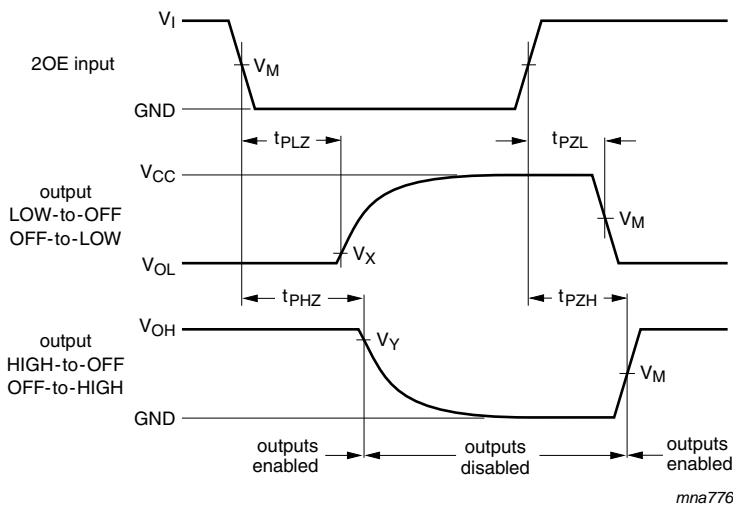 V_I
2OE input
V_M
GND
t_PLZ
t_PZL
V_CC
output
LOW-to-OFF
OFF-to-LOW
V_M
V_X
V_OL
t_PHZ
t_PZH
V_OH
output
HIGH-to-OFF
OFF-to-HIGH
V_Y
V_M
GND
outputs
enabled
outputs
disabled
outputs
enabled
mna776